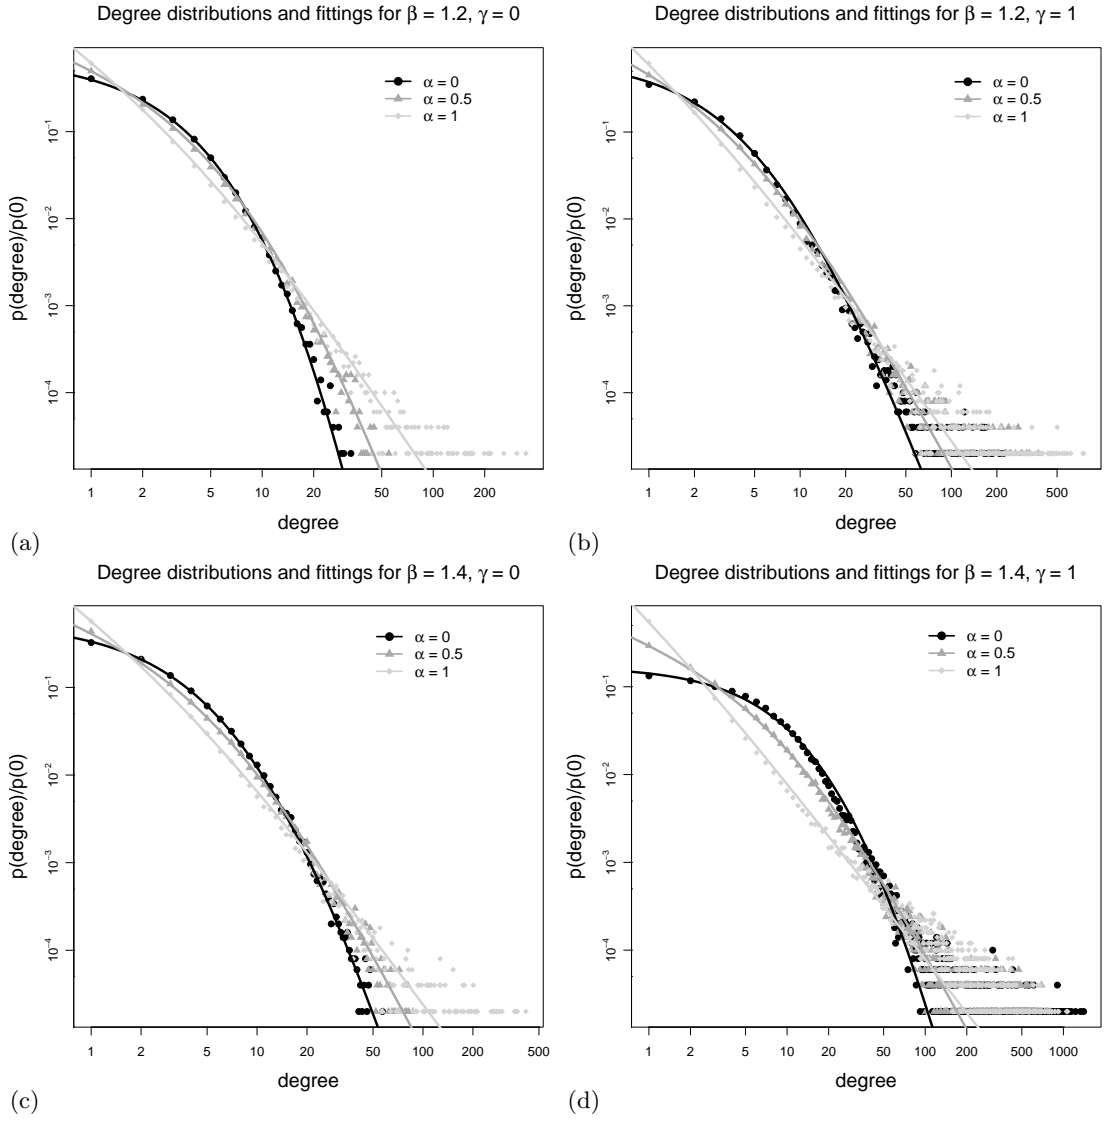 Degree distributions and fittings for β = 1.2, γ = 0
α = 0
α = 0.5
α = 1
p(degree)/p(0)
10⁻¹
10⁻²
10⁻³
10⁻⁴
1 2 5 10 20 50 100 200
degree
(a)
Degree distributions and fittings for β = 1.2, γ = 1
α = 0
α = 0.5
α = 1
p(degree)/p(0)
10⁻¹
10⁻²
10⁻³
10⁻⁴
1 2 5 10 20 50 100 200 500
degree
(b)
Degree distributions and fittings for β = 1.4, γ = 0
α = 0
α = 0.5
α = 1
p(degree)/p(0)
10⁻¹
10⁻²
10⁻³
10⁻⁴
1 2 5 10 20 50 100 200 500
degree
(c)
Degree distributions and fittings for β = 1.4, γ = 1
α = 0
α = 0.5
α = 1
p(degree)/p(0)
10⁻¹
10⁻²
10⁻³
10⁻⁴
1 2 5 10 20 50 100 200 500 1000
degree
(d)